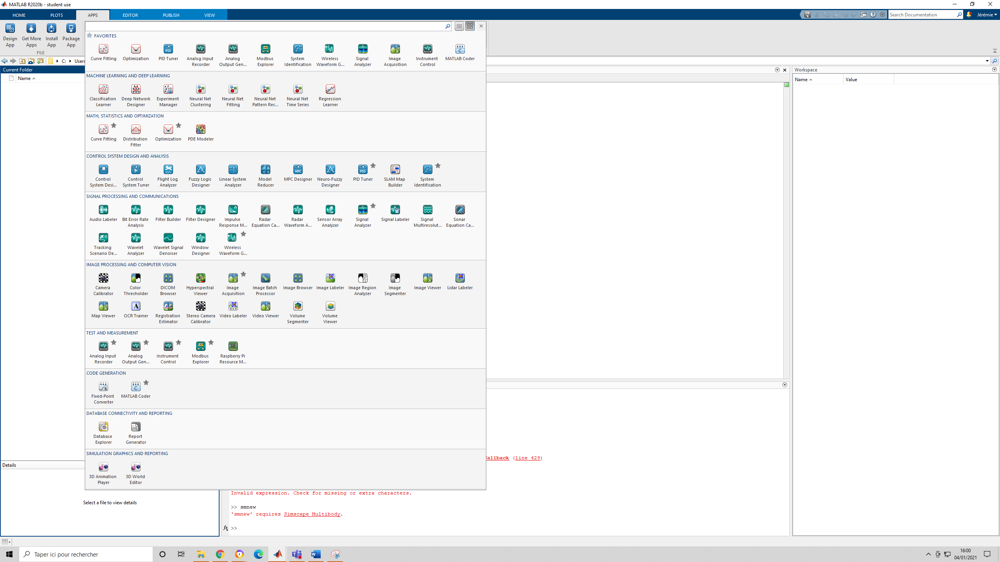 MATLAB R2020b - student use
HOME PLOTS APPS EDITOR PUBLISH VIEW
Search Documentation
Jérémie
Design App
Get More Apps
Install App
Package App
FILE
C: Users
Current Folder
Name
FAVORITES
Curve Fitting
Optimization
PID Tuner
Analog Input Recorder
Analog Output Gen...
Modbus Explorer
System Identification
Wireless Waveform G...
Signal Analyzer
Image Acquisition
Instrument Control
MATLAB Coder
MACHINE LEARNING AND DEEP LEARNING
Classification Learner
Deep Network Designer
Experiment Manager
Neural Net Clustering
Neural Net Fitting
Neural Net Pattern Rec...
Neural Net Time Series
Regression Learner
MATH, STATISTICS AND OPTIMIZATION
Curve Fitting
Distribution Fitter
Optimization
PDE Modeler
CONTROL SYSTEM DESIGN AND ANALYSIS
Control System Desi...
Control System Tuner
Flight Log Analyzer
Fuzzy Logic Designer
Linear System Analyzer
Model Reducer
MPC Designer
Neuro-Fuzzy Designer
PID Tuner
SLAM Map Builder
System Identification
SIGNAL PROCESSING AND COMMUNICATIONS
Audio Labeler
Bit Error Rate Analysis
Filter Builder
Filter Designer
Impulse Response M...
Radar Equation Ca...
Radar Waveform A...
Sensor Array Analyzer
Signal Analyzer
Signal Labeler
Signal Multiresolut...
Sonar Equation Ca...
Tracking Scenario De...
Wavelet Analyzer
Wavelet Signal Denoiser
Window Designer
Wireless Waveform G...
IMAGE PROCESSING AND COMPUTER VISION
Camera Calibrator
Color Thresholder
DICOM Browser
Hyperspectral Viewer
Image Acquisition
Image Batch Processor
Image Browser
Image Labeler
Image Region Analyzer
Image Segmenter
Image Viewer
Lidar Labeler
Map Viewer
OCR Trainer
Registration Estimator
Stereo Camera Calibrator
Video Labeler
Video Viewer
Volume Segmenter
Volume Viewer
TEST AND MEASUREMENT
Analog Input Recorder
Analog Output Gen...
Instrument Control
Modbus Explorer
Raspberry Pi Resource M...
CODE GENERATION
Fixed-Point Converter
MATLAB Coder
DATABASE CONNECTIVITY AND REPORTING
Database Explorer
Report Generator
SIMULATION GRAPHICS AND REPORTING
3D Animation Player
3D World Editor
Workspace
Name Value
Callback (line 429)
Invalid expression. Check for missing or extra characters.
>> smnew
'smnew' requires Simscape Multibody.
fx >>
Details
Select a file to view details
Taper ici pour rechercher
16:00
04/01/2021